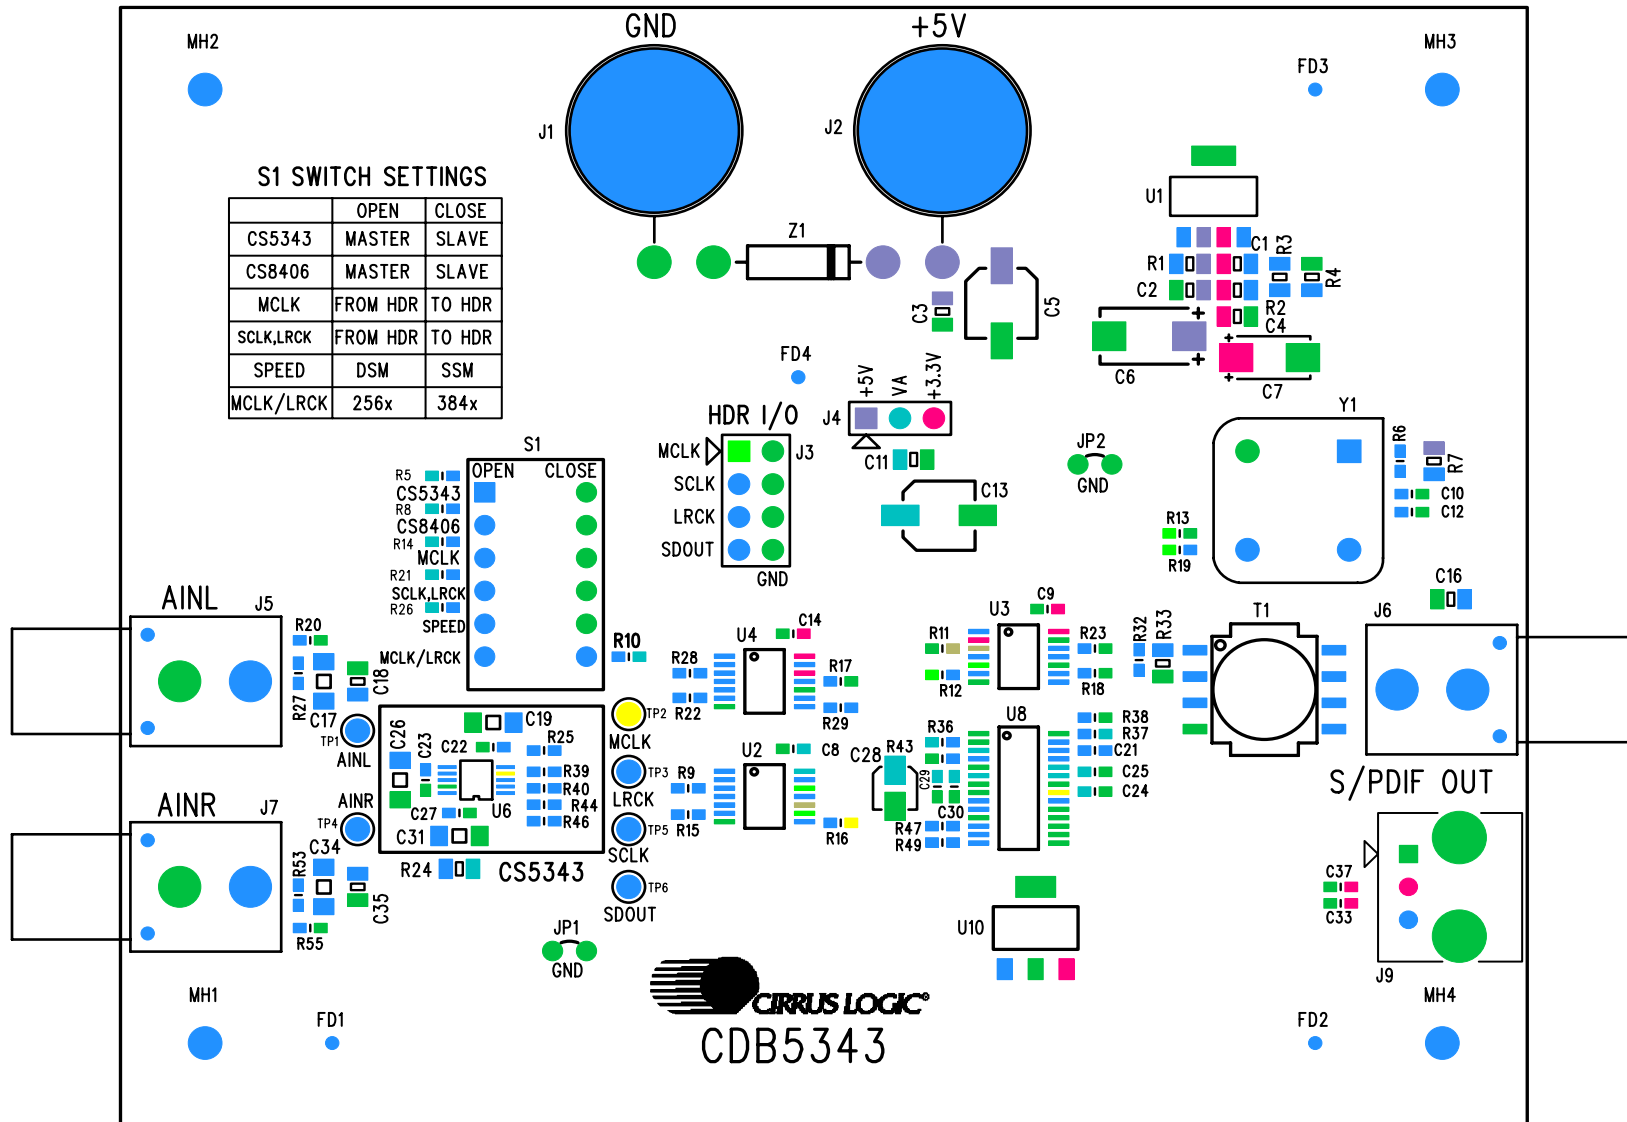 GND
+5V
MH2
MH3
FD3
J1
J2
S1 SWITCH SETTINGS
OPEN CLOSE
CS5343 MASTER SLAVE
CS8406 MASTER SLAVE
MCLK FROM HDR TO HDR
SCLK,LRCK FROM HDR TO HDR
SPEED DSM SSM
MCLK/LRCK 256x 384x
Z1
C3
C5
U1
C1
R3
R1
R4
C2
R2
C4
C6
C7
FD4
+5V
VA
+3.3V
J4
HDR I/O
MCLK
J3
SCLK
LRCK
SDOUT
GND
C11
C13
JP2
GND
Y1
R6
R7
C10
C12
R13
R19
S1
OPEN CLOSE
R5
CS5343
R8
CS8406
R14
MCLK
R21
SCLK,LRCK
R26
SPEED
MCLK/LRCK
R10
AINL
J5
R20
R27
C17
C18
TP1
AINL
C14
U4
R28
R22
R17
R29
C9
U3
R11
R12
R23
R18
R32
R33
T1
C16
J6
TP2
MCLK
C26
C23
C19
C22
R25
R39
R40
R44
R46
U6
C27
C31
TP3
LRCK
TP5
SCLK
TP6
SDOUT
U2
C8
R9
R15
R16
C28
R43
R36
C29
C30
R47
R49
U8
R38
R37
C21
C25
C24
S/PDIF OUT
AINR
J7
AINR
TP4
C34
R53
C35
R55
R24
CS5343
JP1
GND
U10
C37
C33
J9
MH1
FD1
CIRRUS LOGIC®
CDB5343
FD2
MH4